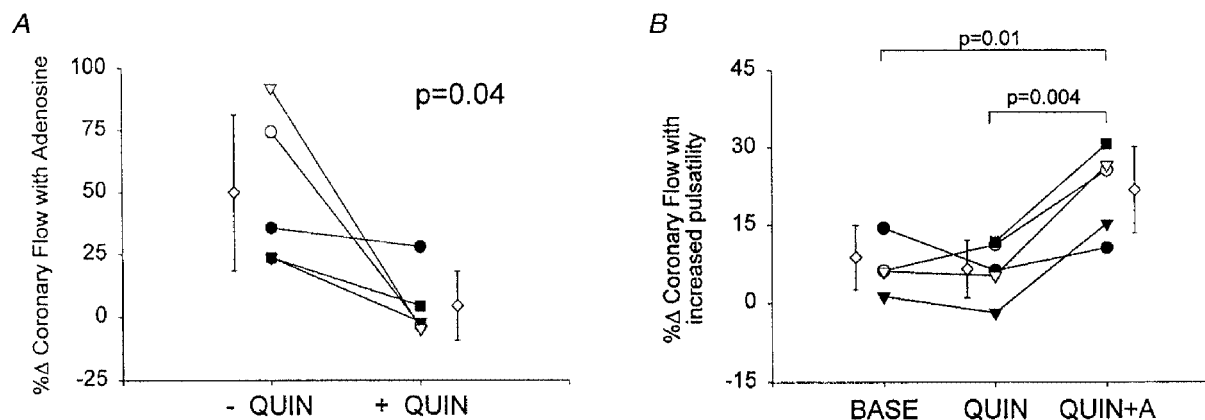 A
%Δ Coronary Flow with Adenosine
100
75
50
25
0
-25
p=0.04
- QUIN
+ QUIN
B
%Δ Coronary Flow with
increased pulsatility
45
30
15
0
-15
p=0.01
p=0.004
BASE
QUIN
QUIN+A